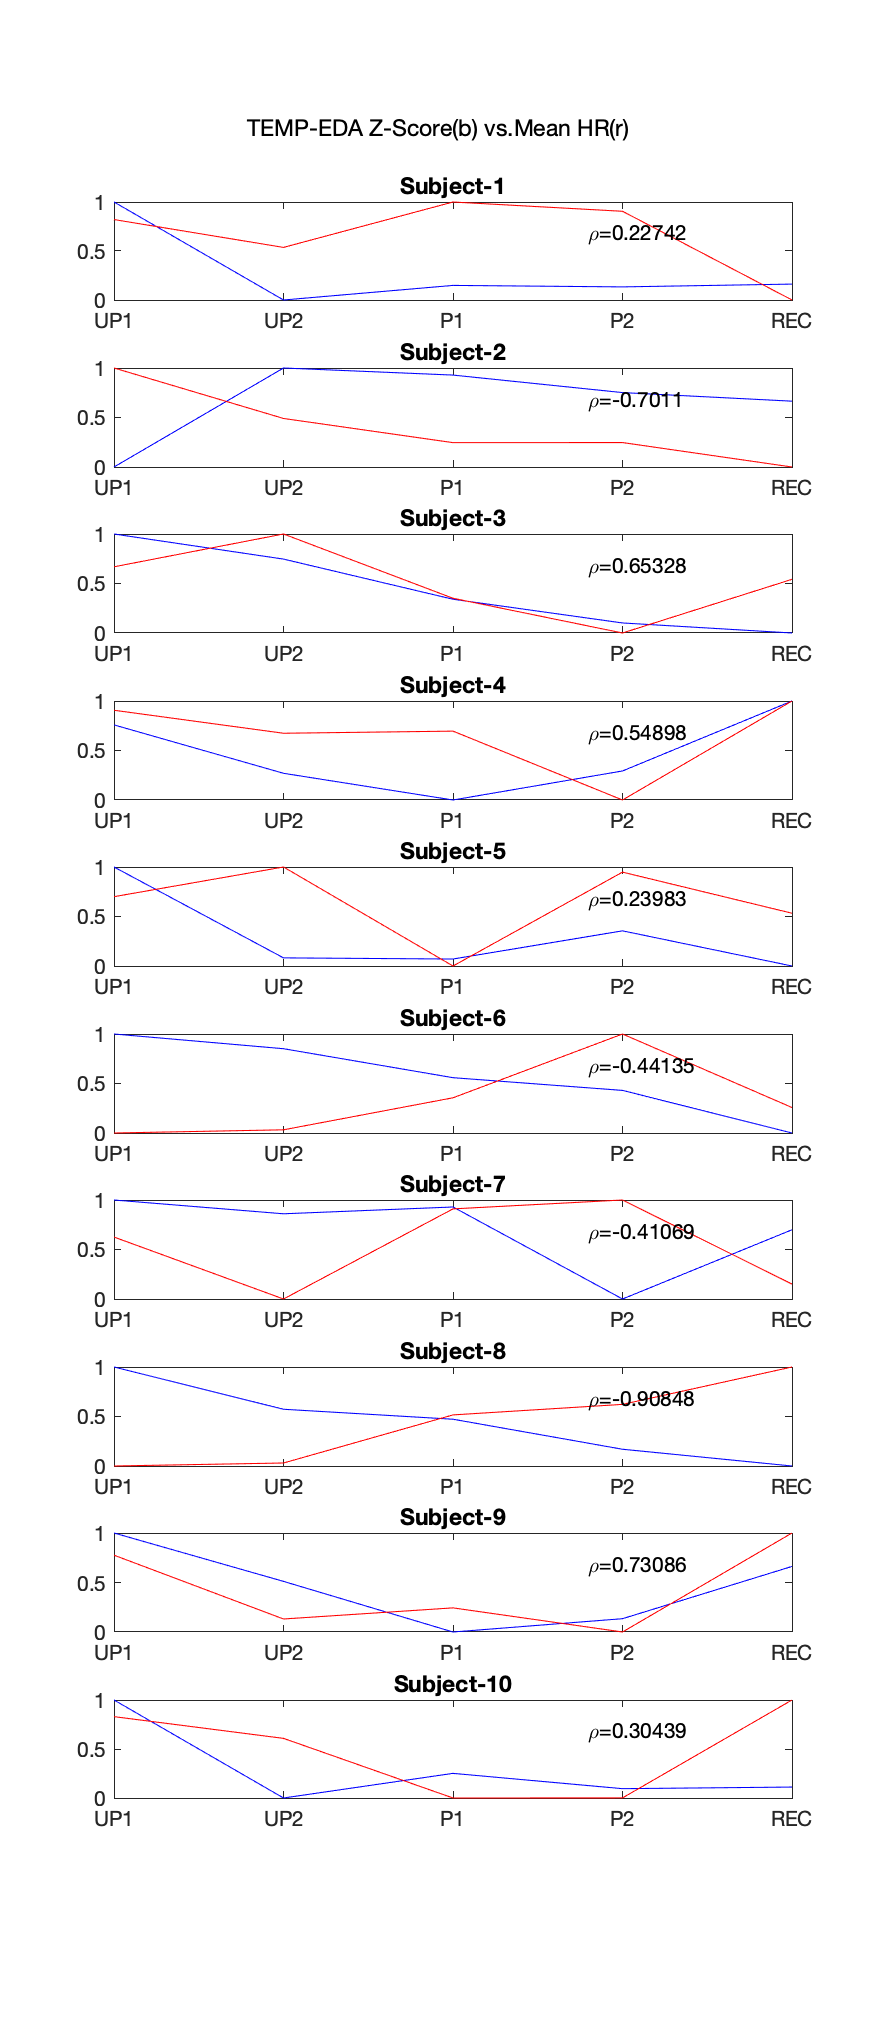 TEMP-EDA Z-Score(b) vs.Mean HR(r)
Subject-1
1
ρ=0.22742
0.5
0
UP1 UP2 P1 P2 REC
Subject-2
1
ρ=-0.7011
0.5
0
UP1 UP2 P1 P2 REC
Subject-3
1
ρ=0.65328
0.5
0
UP1 UP2 P1 P2 REC
Subject-4
1
ρ=0.54898
0.5
0
UP1 UP2 P1 P2 REC
Subject-5
1
ρ=0.23983
0.5
0
UP1 UP2 P1 P2 REC
Subject-6
1
ρ=-0.44135
0.5
0
UP1 UP2 P1 P2 REC
Subject-7
1
ρ=-0.41069
0.5
0
UP1 UP2 P1 P2 REC
Subject-8
1
ρ=-0.90848
0.5
0
UP1 UP2 P1 P2 REC
Subject-9
1
ρ=0.73086
0.5
0
UP1 UP2 P1 P2 REC
Subject-10
1
ρ=0.30439
0.5
0
UP1 UP2 P1 P2 REC